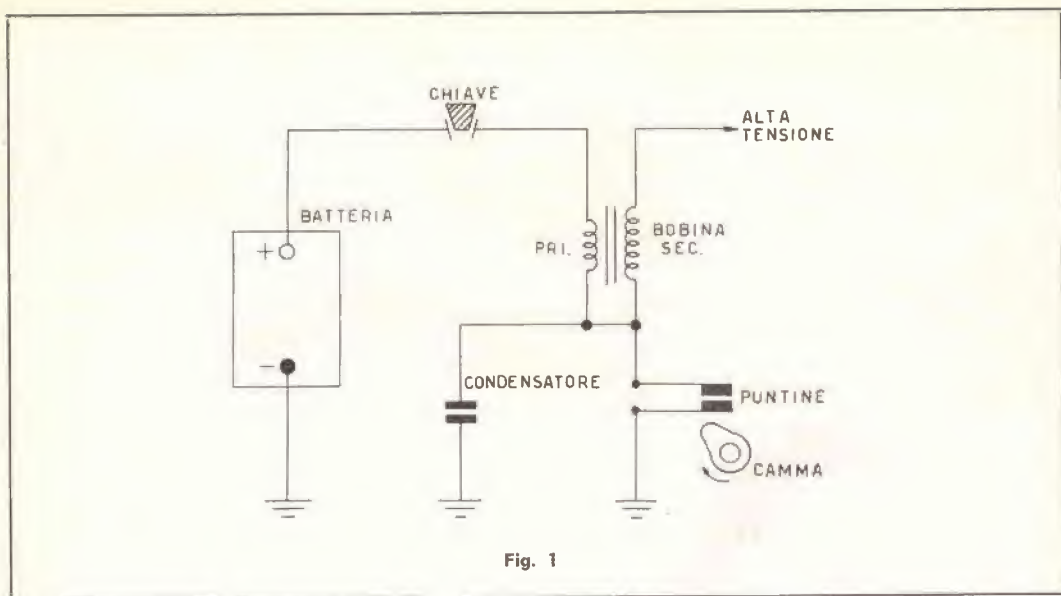 CHIAVE
ALTA
TENSIONE
BATTERIA
+
BOBINA
PRI.
SEC.
-
CONDENSATORE
PUNTINE
CAMMA
Fig. 1